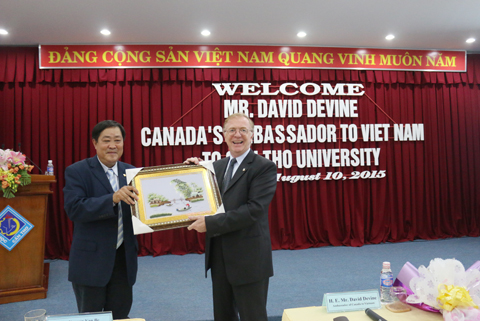 ĐẢNG CỘNG SẢN VIỆT NAM QUANG VINH MUÔN NĂM
WELCOME
MR. DAVID DEVINE
CANADA'S AMBASSADOR TO VIET NAM
TO THO UNIVERSITY
August 10, 2015
H. E. Mr. David Devine